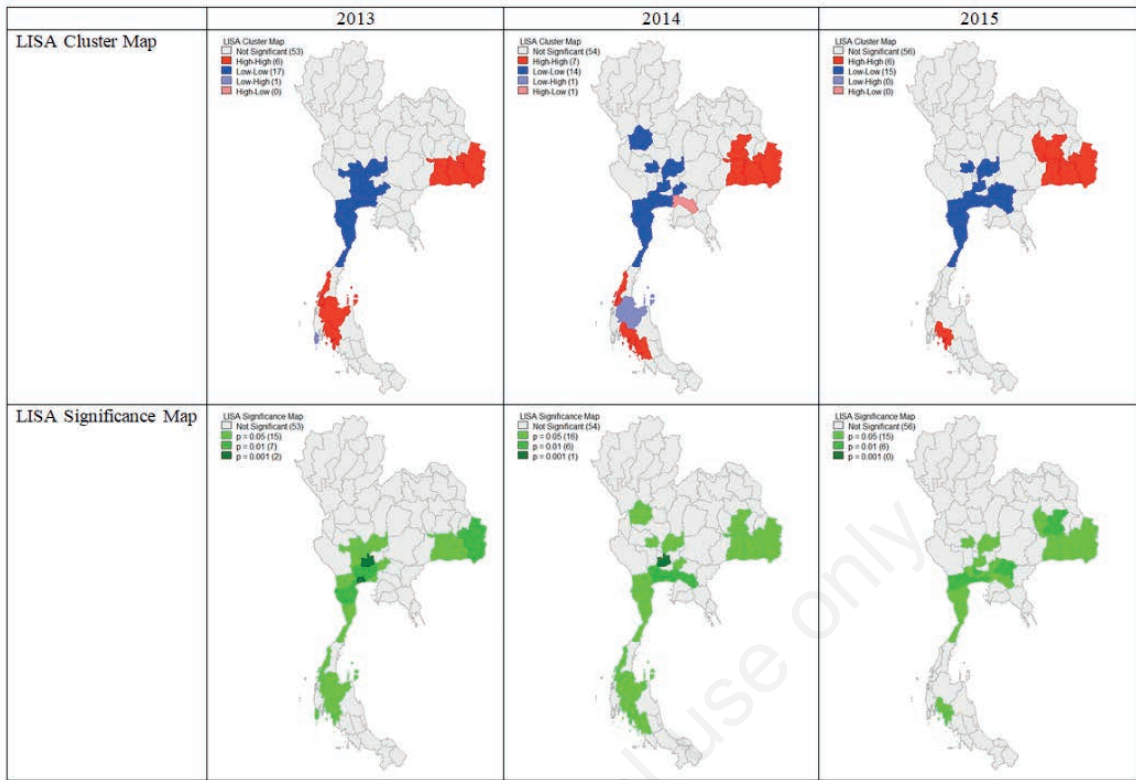 2013
2014
2015
LISA Cluster Map
LISA Cluster Map
Not Significant (53)
High-High (6)
Low-Low (17)
Low-High (1)
High-Low (0)
LISA Cluster Map
Not Significant (54)
High-High (7)
Low-Low (14)
Low-High (1)
High-Low (1)
LISA Cluster Map
Not Significant (56)
High-High (6)
Low-Low (15)
Low-High (0)
High-Low (0)
LISA Significance Map
LISA Significance Map
Not Significant (53)
p = 0.05 (15)
p = 0.01 (7)
p = 0.001 (2)
LISA Significance Map
Not Significant (54)
p = 0.05 (16)
p = 0.01 (6)
p = 0.001 (1)
LISA Significance Map
Not Significant (56)
p = 0.05 (15)
p = 0.01 (6)
p = 0.001 (0)
use only